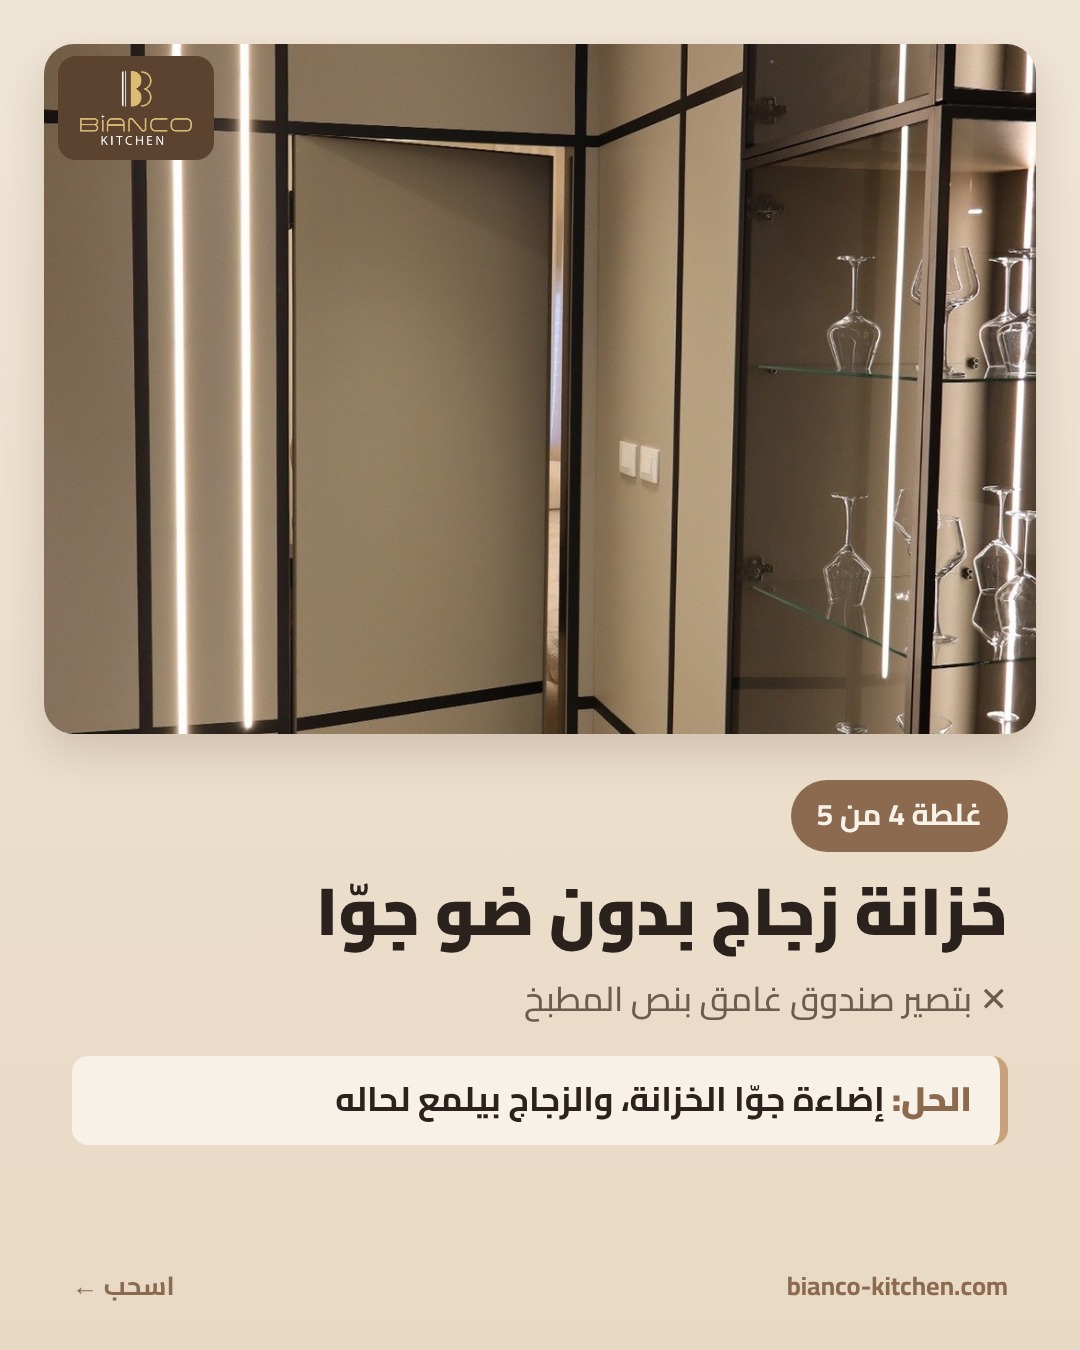 BiANCO
KITCHEN
غلطة 4 من 5
خزانة زجاج بدون ضو جوّا
✕ بتصير صندوق غامق بنص المطبخ
الحل: إضاءة جوّا الخزانة، والزجاج بيلمع لحاله
bianco-kitchen.com
اسحب ←